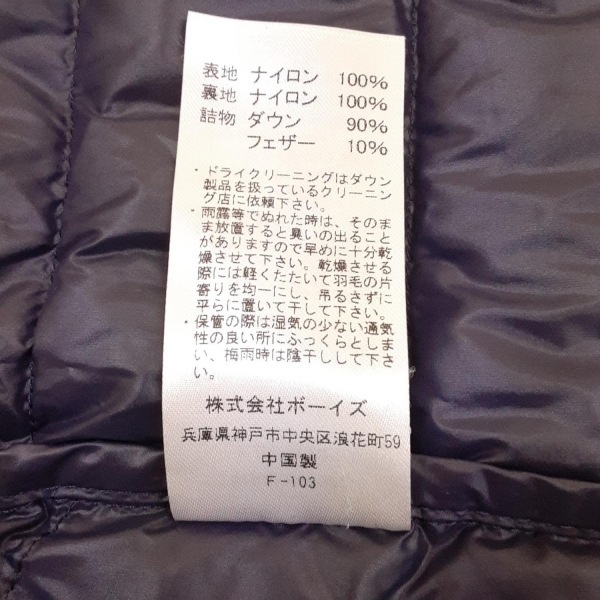 表地 ナイロン 100%
裏地 ナイロン 100%
詰物 ダウン 90%
フェザー 10%
・ドライクリーニングはダウン
製品を扱っているクリーニン
グ店に依頼下さい。
・雨露等でぬれた時は、そのま
ま放置すると臭いの出ること
がありますので早めに十分乾
燥させて下さい。乾燥させる
際には軽くたたいて羽毛の片
寄りを均一にし、吊るさずに
平らに置いて干して下さい。
・保管の際は湿気の少ない通気
性の良い所にふっくらとしま
い、梅雨時は陰干しして下さ
い。
株式会社ボーイズ
兵庫県神戸市中央区浪花町59
中国製
F-103